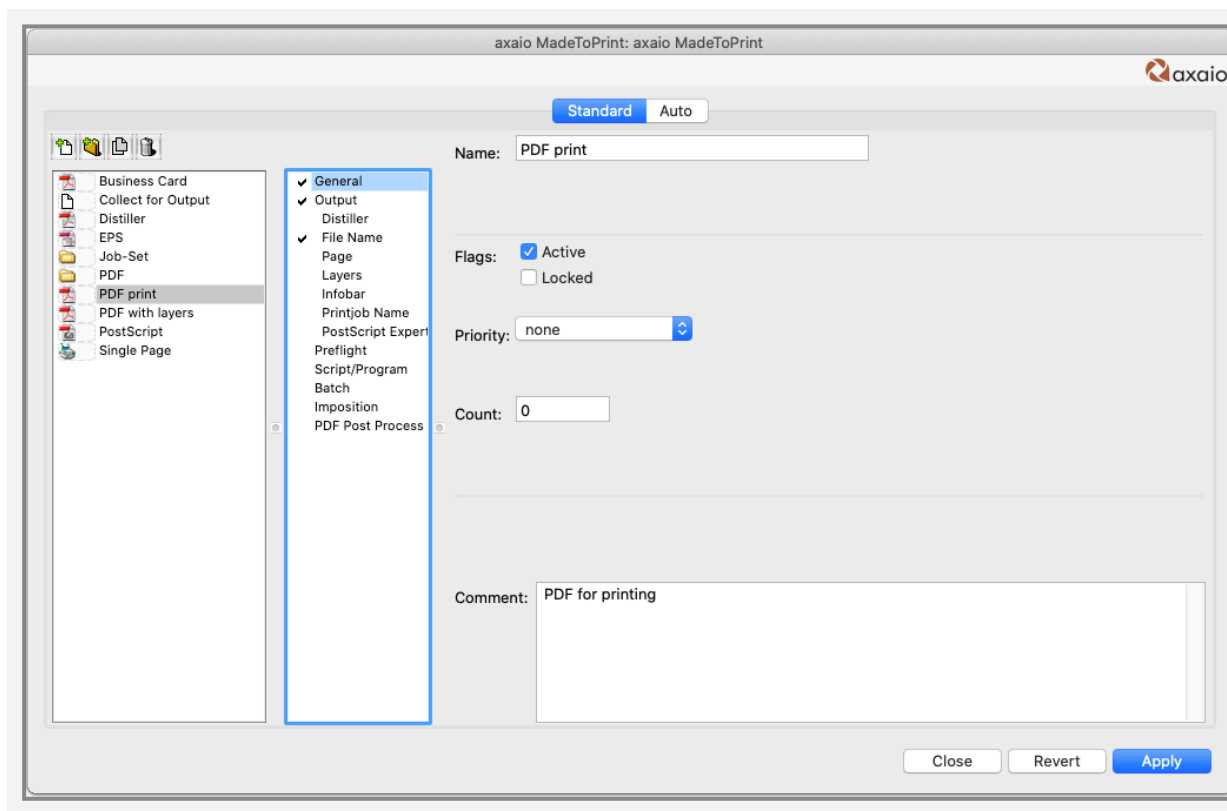 axaio MadeToPrint: axaio MadeToPrint
axaio
Standard
Auto
Business Card
Collect for Output
Distiller
EPS
Job-Set
PDF
PDF print
PDF with layers
PostScript
Single Page
General
Output
Distiller
File Name
Page
Layers
Infobar
Printjob Name
PostScript Expert
Preflight
Script/Program
Batch
Imposition
PDF Post Process
Name:
PDF print
Flags:
Active
Locked
Priority:
none
Count:
0
Comment:
PDF for printing
Close
Revert
Apply